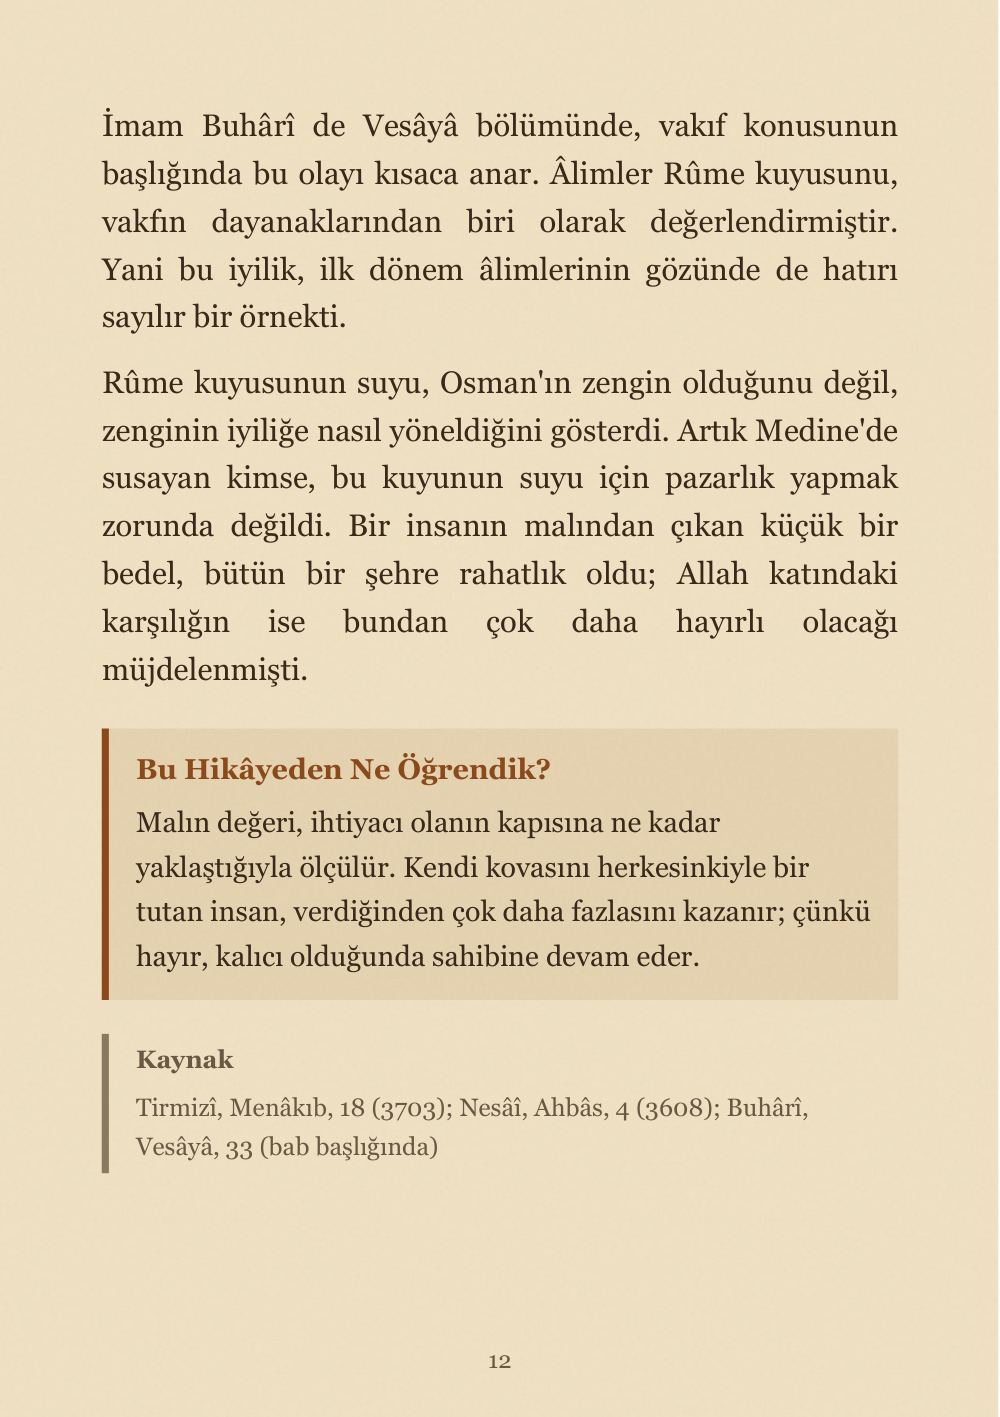 İmam Buhârî de Vesâyâ bölümünde, vakıf konusunun
başlığında bu olayı kısaca anar. Âlimler Rûme kuyusunu,
vakfın dayanaklarından biri olarak değerlendirmiştir.
Yani bu iyilik, ilk dönem âlimlerinin gözünde de hatırı
sayılır bir örnekti.
Rûme kuyusunun suyu, Osman'ın zengin olduğunu değil,
zenginin iyiliğe nasıl yöneldiğini gösterdi. Artık Medine'de
susayan kimse, bu kuyunun suyu için pazarlık yapmak
zorunda değildi. Bir insanın malından çıkan küçük bir
bedel, bütün bir şehre rahatlık oldu; Allah katındaki
karşılığın ise bundan çok daha hayırlı olacağı
müjdelenmişti.
Bu Hikâyeden Ne Öğrendik?
Malın değeri, ihtiyacı olanın kapısına ne kadar
yaklaştığıyla ölçülür. Kendi kovasını herkesinkiyle bir
tutan insan, verdiğinden çok daha fazlasını kazanır; çünkü
hayır, kalıcı olduğunda sahibine devam eder.
Kaynak
Tirmizî, Menâkıb, 18 (3703); Nesâî, Ahbâs, 4 (3608); Buhârî,
Vesâyâ, 33 (bab başlığında)
12